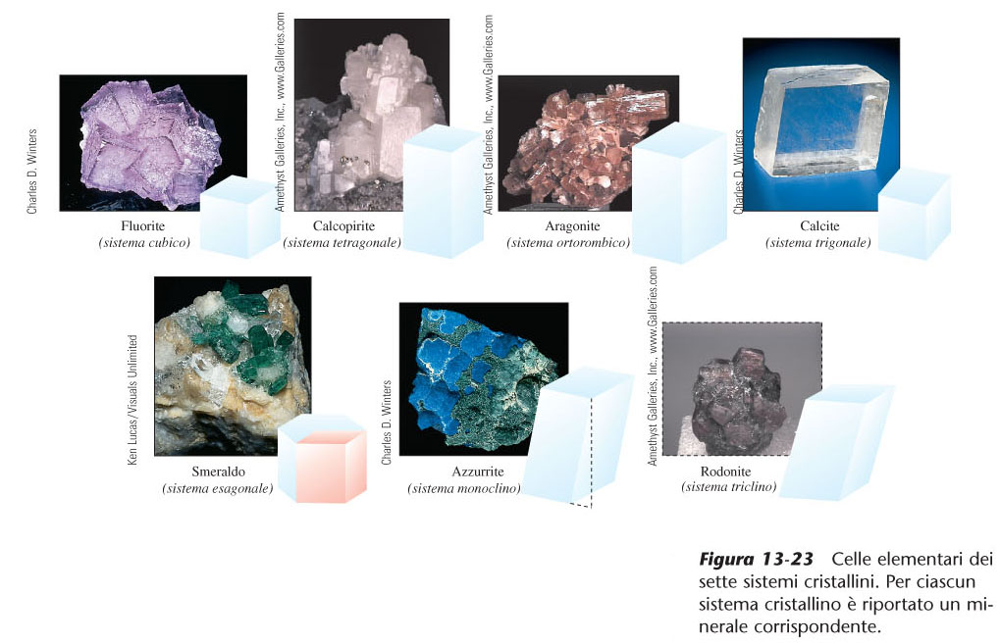 Charles D. Winters
Amethyst Galleries, Inc., www.Galleries.com
Amethyst Galleries, Inc., www.Galleries.com
Charles D. Winters
Fluorite
(sistema cubico)
Calcopirite
(sistema tetragonale)
Aragonite
(sistema ortorombico)
Calcite
(sistema trigonale)
Ken Lucas/Visuals Unlimited
Charles D. Winters
Amethyst Galleries, Inc., www.Galleries.com
Smeraldo
(sistema esagonale)
Azzurrite
(sistema monoclino)
Rodonite
(sistema triclino)
Figura 13-23 Celle elementari dei
sette sistemi cristallini. Per ciascun
sistema cristallino è riportato un mi-
nerale corrispondente.